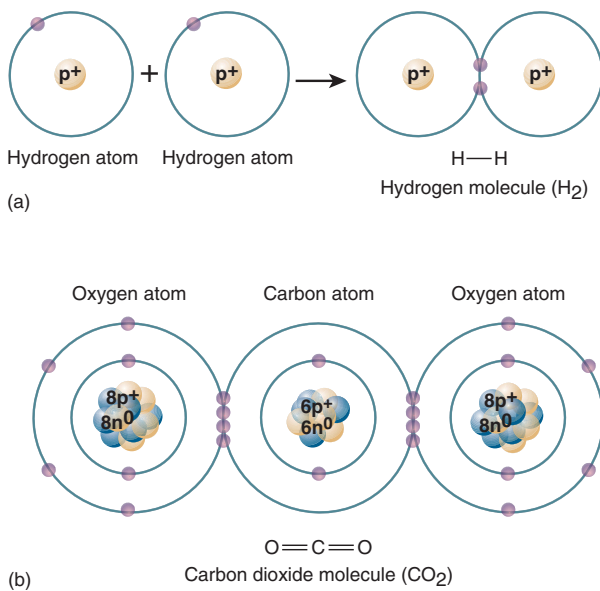 p+ + p+ → p+ p+
Hydrogen atom Hydrogen atom H—H
Hydrogen molecule (H2)
(a)
Oxygen atom Carbon atom Oxygen atom
8p+ 6p+ 8p+
8n0 6n0 8n0
O=C=O
Carbon dioxide molecule (CO2)
(b)